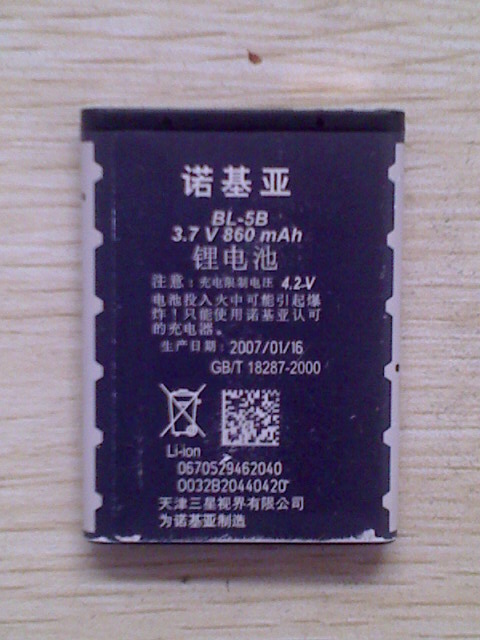 诺基亚
BL-5B
3.7 V 860 mAh
锂电池
注意：充电限制电压 4.2-V
电池投入火中可能引起爆
炸！只能使用诺基亚认可
的充电器。
生产日期：2007/01/16
GB/T 18287-2000
Li-ion
0670529462040
0032B20440420
天津三星视界有限公司
为诺基亚制造